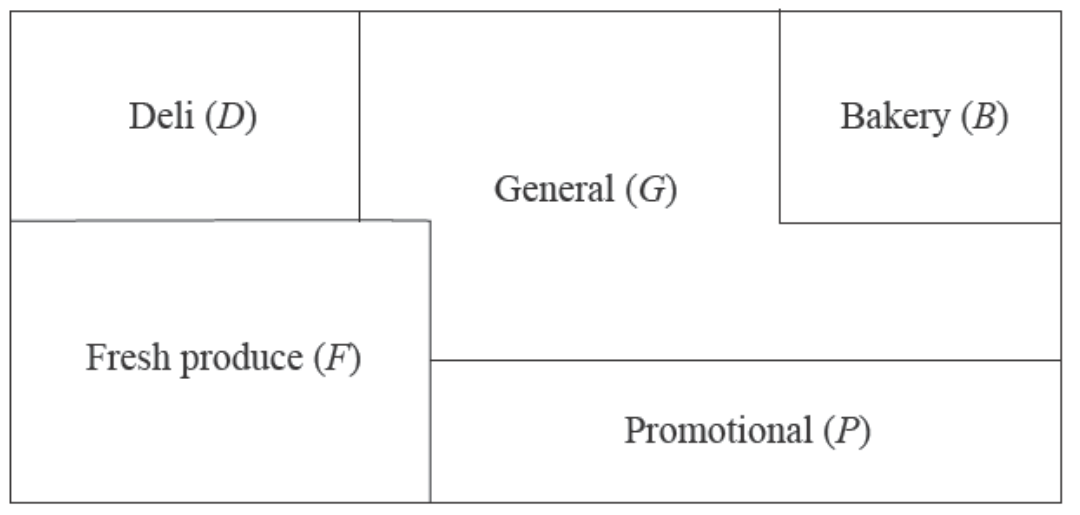 Deli (D)
Bakery (B)
General (G)
Fresh produce (F)
Promotional (P)